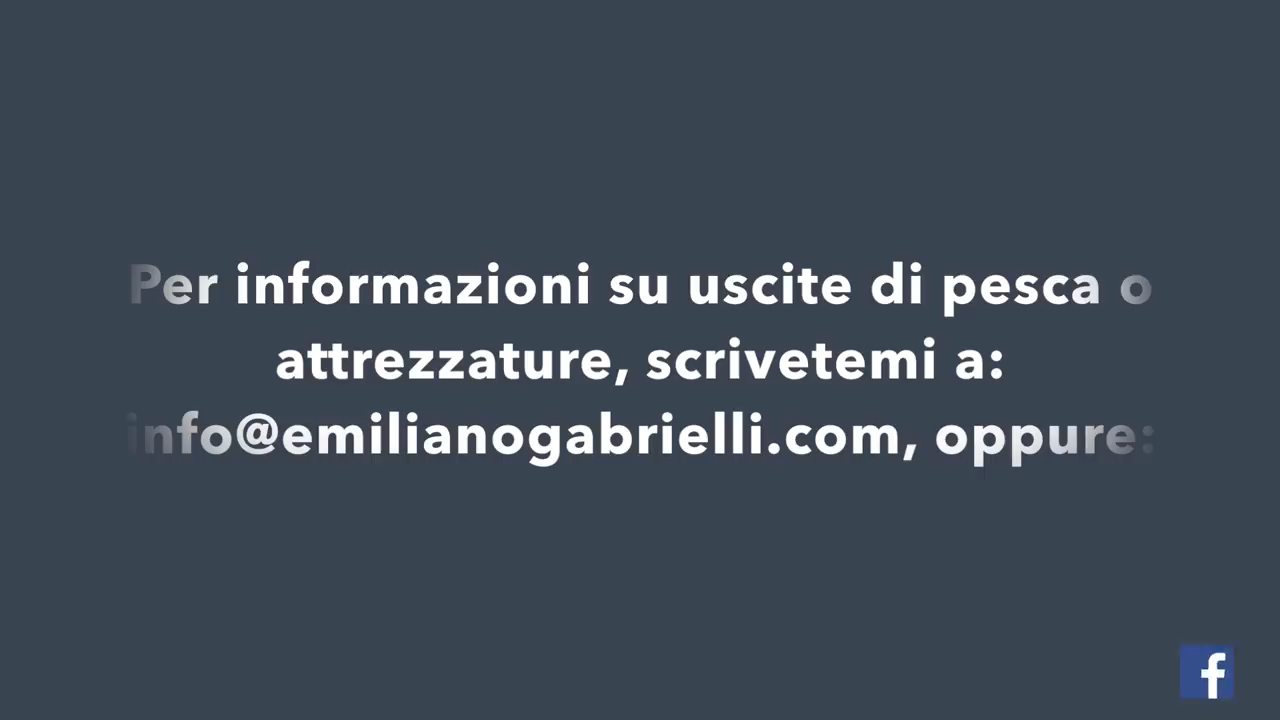 Per informazioni su uscite di pesca o
attrezzature, scrivetemi a:
info@emilianogabrielli.com, oppure:
f